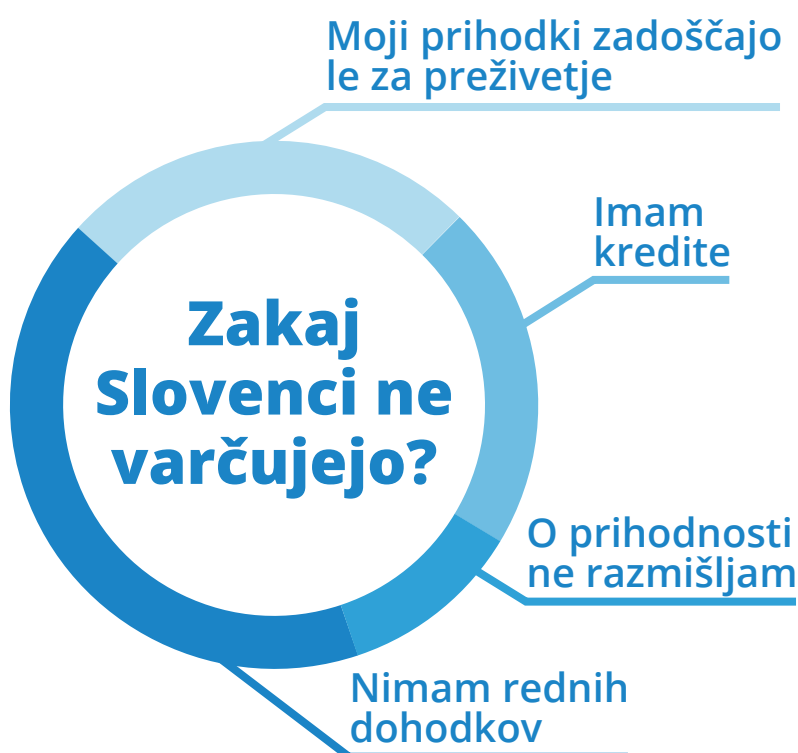 Moji prihodki zadoščajo
le za preživetje
Imam
kredite
Zakaj
Slovenci ne
varčujejo?
O prihodnosti
ne razmišljam
Nimam rednih
dohodkov